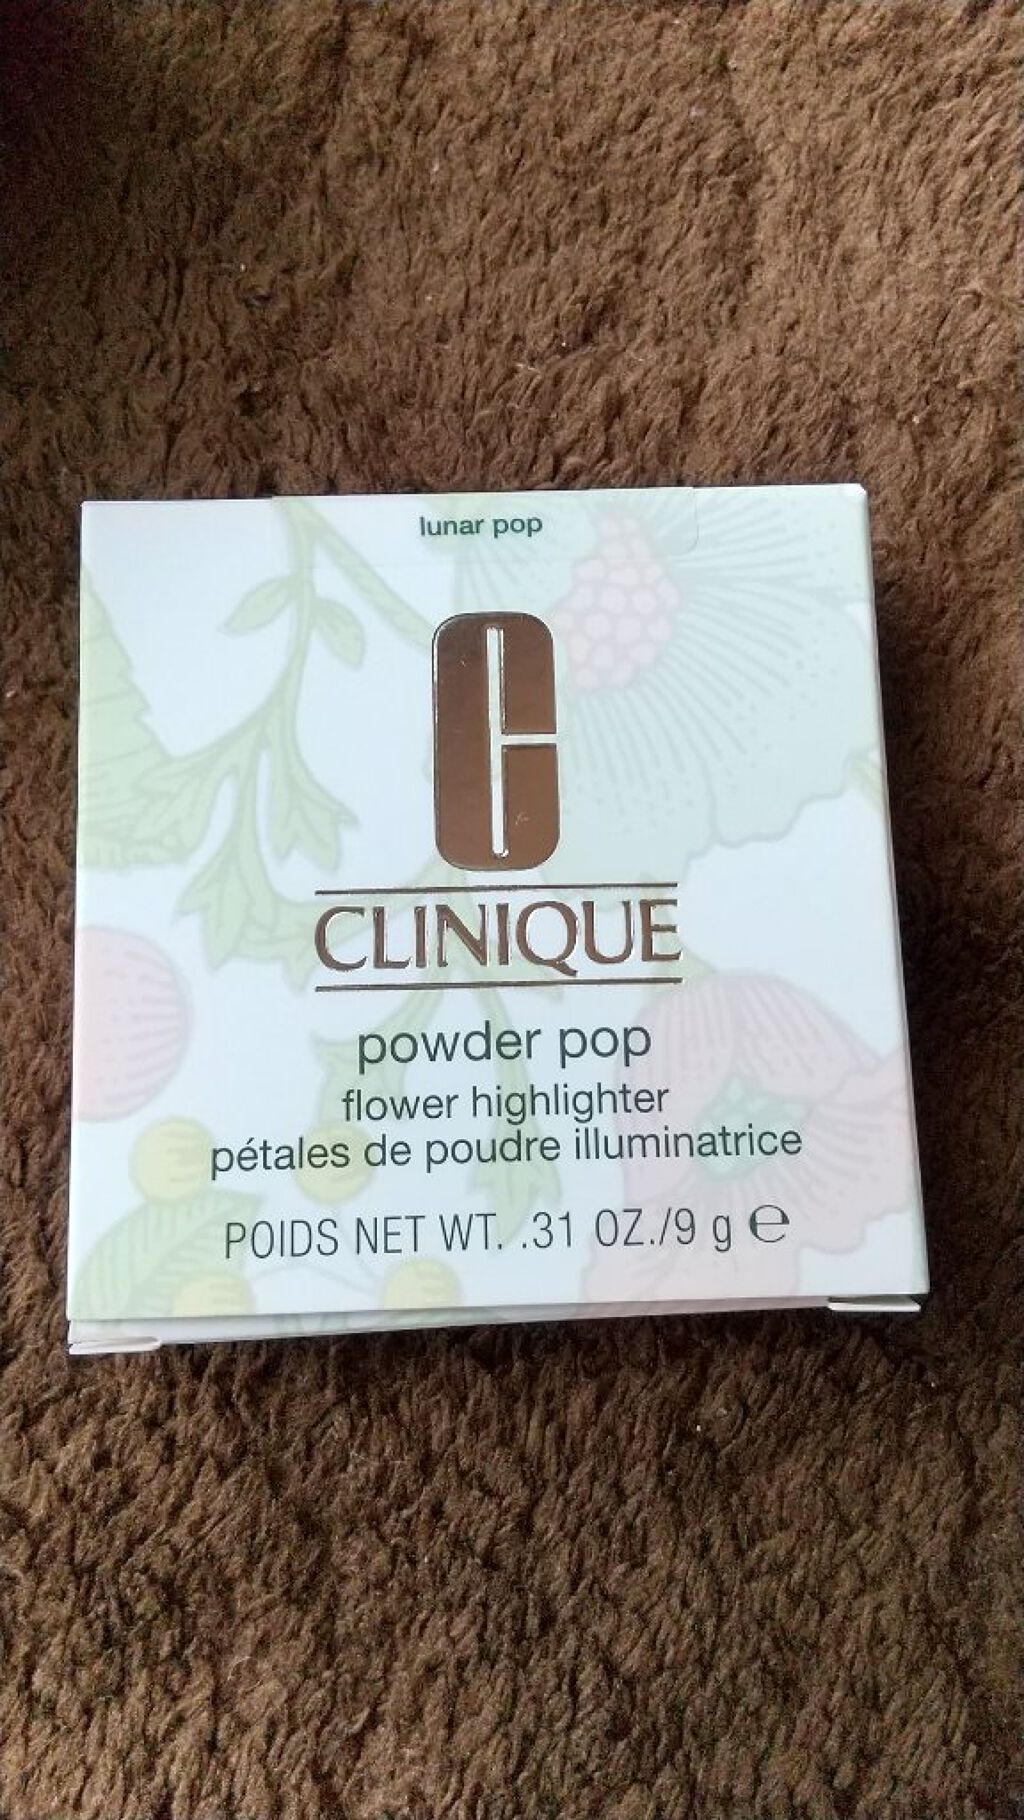 lunar pop
C
CLINIQUE
powder pop
flower highlighter
pétales de poudre illuminatrice
POIDS NET WT. .31 OZ./9 g ℮